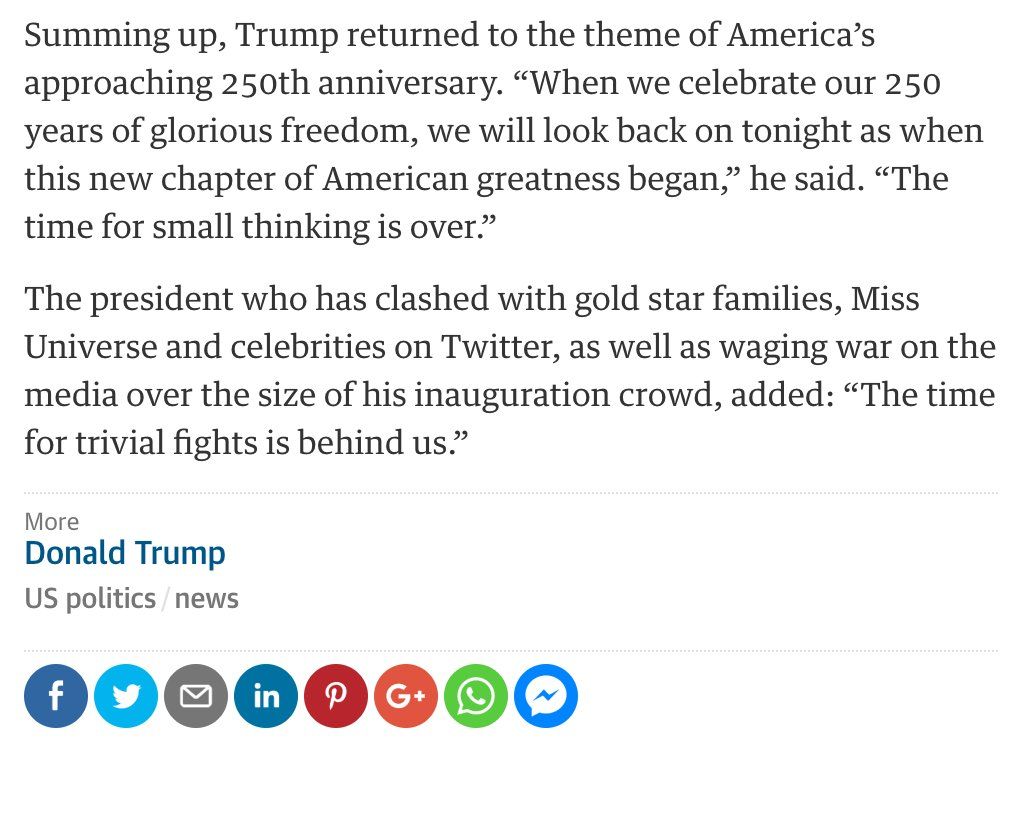 Summing up, Trump returned to the theme of America’s
approaching 250th anniversary. “When we celebrate our 250
years of glorious freedom, we will look back on tonight as when
this new chapter of American greatness began,” he said. “The
time for small thinking is over.”
The president who has clashed with gold star families, Miss
Universe and celebrities on Twitter, as well as waging war on the
media over the size of his inauguration crowd, added: “The time
for trivial fights is behind us.”
More
Donald Trump
US politics / news
f in G+